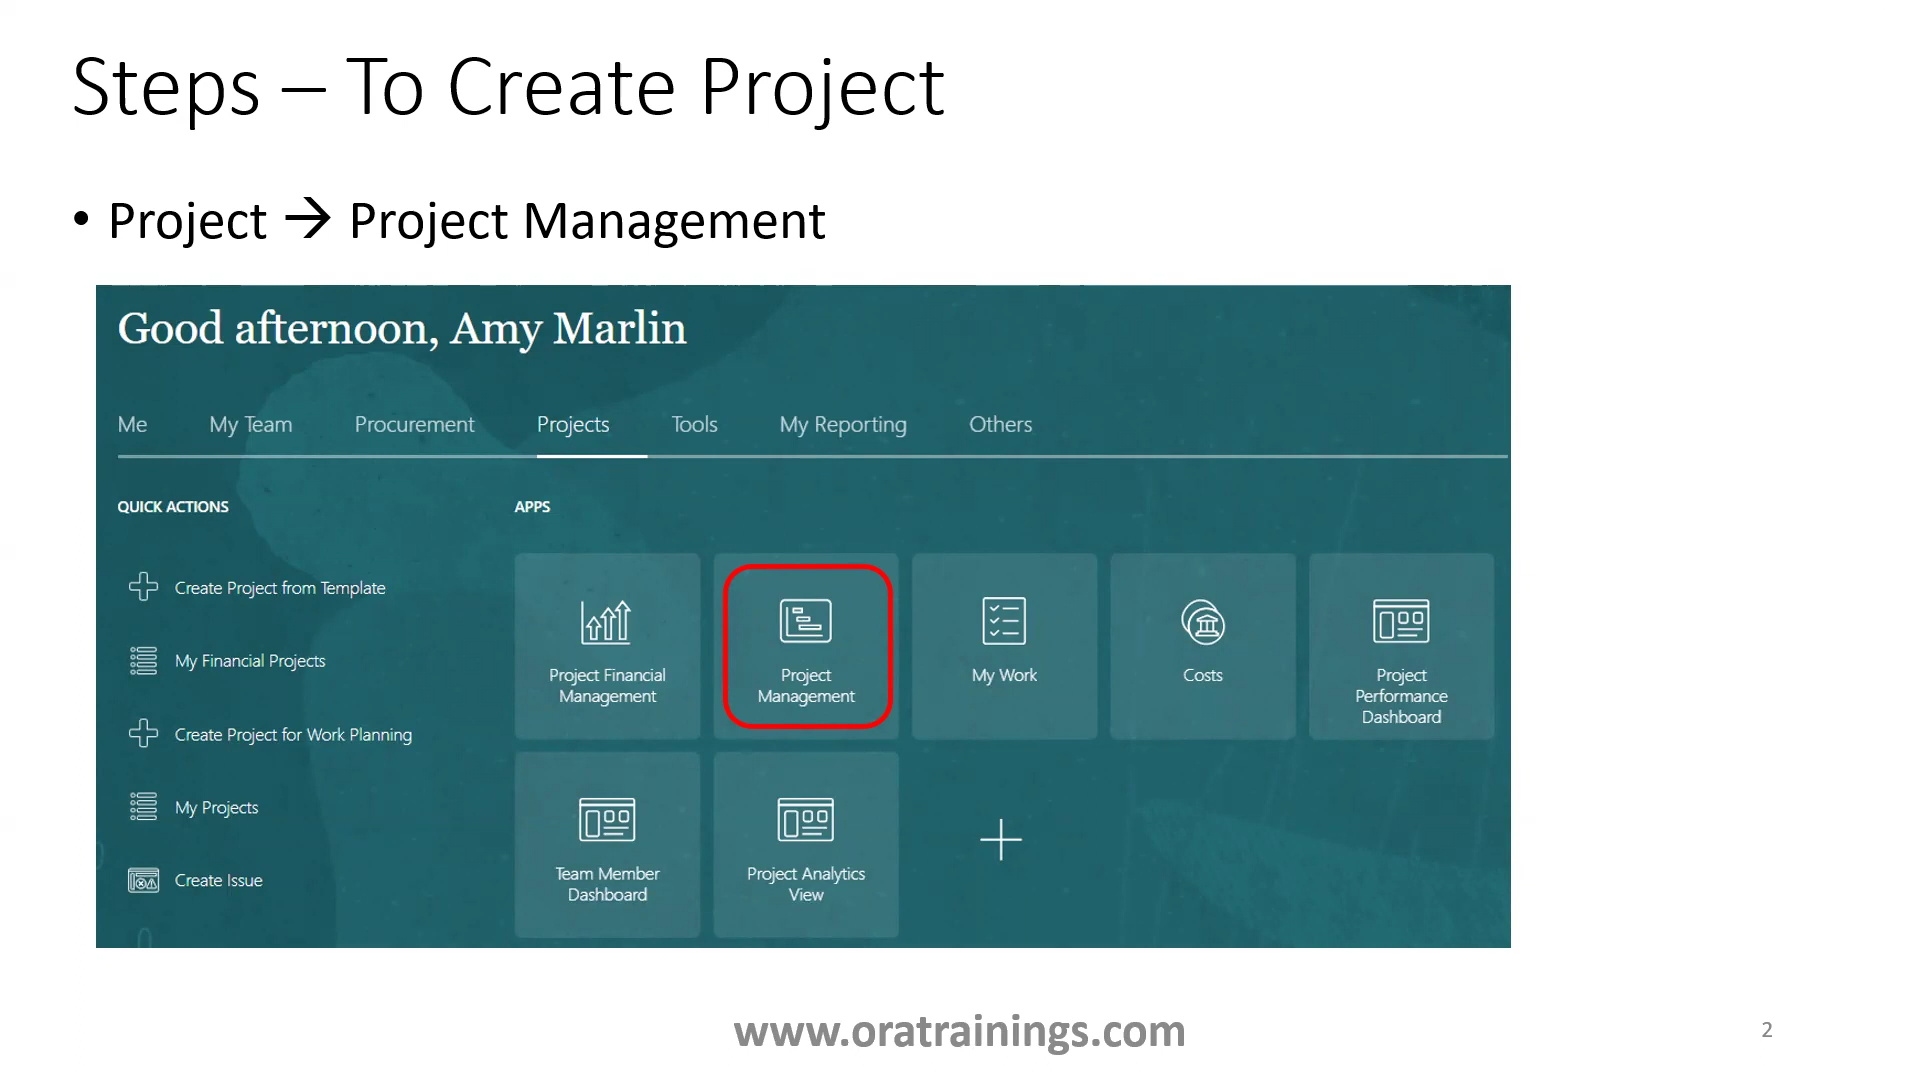 Steps – To Create Project
• Project → Project Management
Good afternoon, Amy Marlin
Me My Team Procurement Projects Tools My Reporting Others
QUICK ACTIONS
Create Project from Template
My Financial Projects
Create Project for Work Planning
My Projects
Create Issue
APPS
Project Financial
Management
Project
Management
My Work
Costs
Project
Performance
Dashboard
Team Member
Dashboard
Project Analytics
View
www.oratrainings.com
2